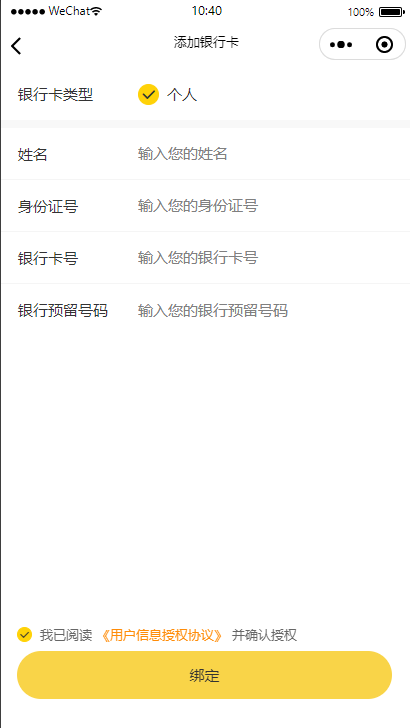 ●●●●● WeChat 10:40 100%
添加银行卡
银行卡类型 个人
姓名 输入您的姓名
身份证号 输入您的身份证号
银行卡号 输入您的银行卡号
银行预留号码 输入您的银行预留号码
我已阅读 《用户信息授权协议》 并确认授权
绑定